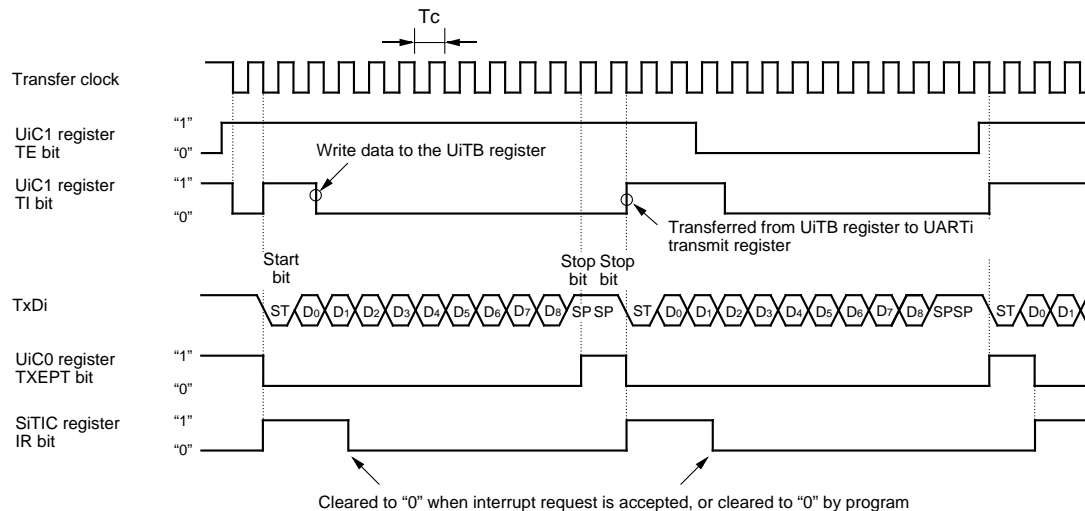 Tc
Transfer clock
UiC1 register
TE bit
“1”
“0”
Write data to the UiTB register
UiC1 register
TI bit
“1”
“0”
Transferred from UiTB register to UARTi
transmit register
Start
bit
Stop Stop
bit bit
TxDi
ST D0 D1 D2 D3 D4 D5 D6 D7 D8 SP SP ST D0 D1 D2 D3 D4 D5 D6 D7 D8 SPSP ST D0 D1
UiC0 register
TXEPT bit
“1”
“0”
SiTIC register
IR bit
“1”
“0”
Cleared to “0” when interrupt request is accepted, or cleared to “0” by program